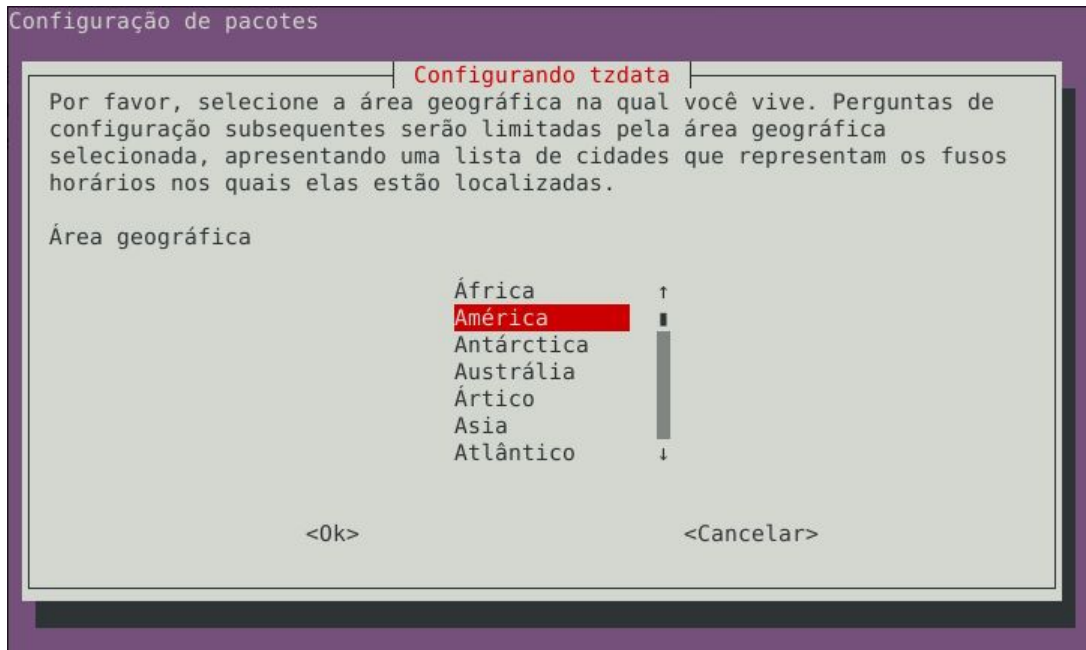 Configuração de pacotes
Configurando tzdata
Por favor, selecione a área geográfica na qual você vive. Perguntas de
configuração subsequentes serão limitadas pela área geográfica
selecionada, apresentando uma lista de cidades que representam os fusos
horários nos quais elas estão localizadas.
Área geográfica
África
América
Antárctica
Austrália
Ártico
Asia
Atlântico
<Ok> <Cancelar>